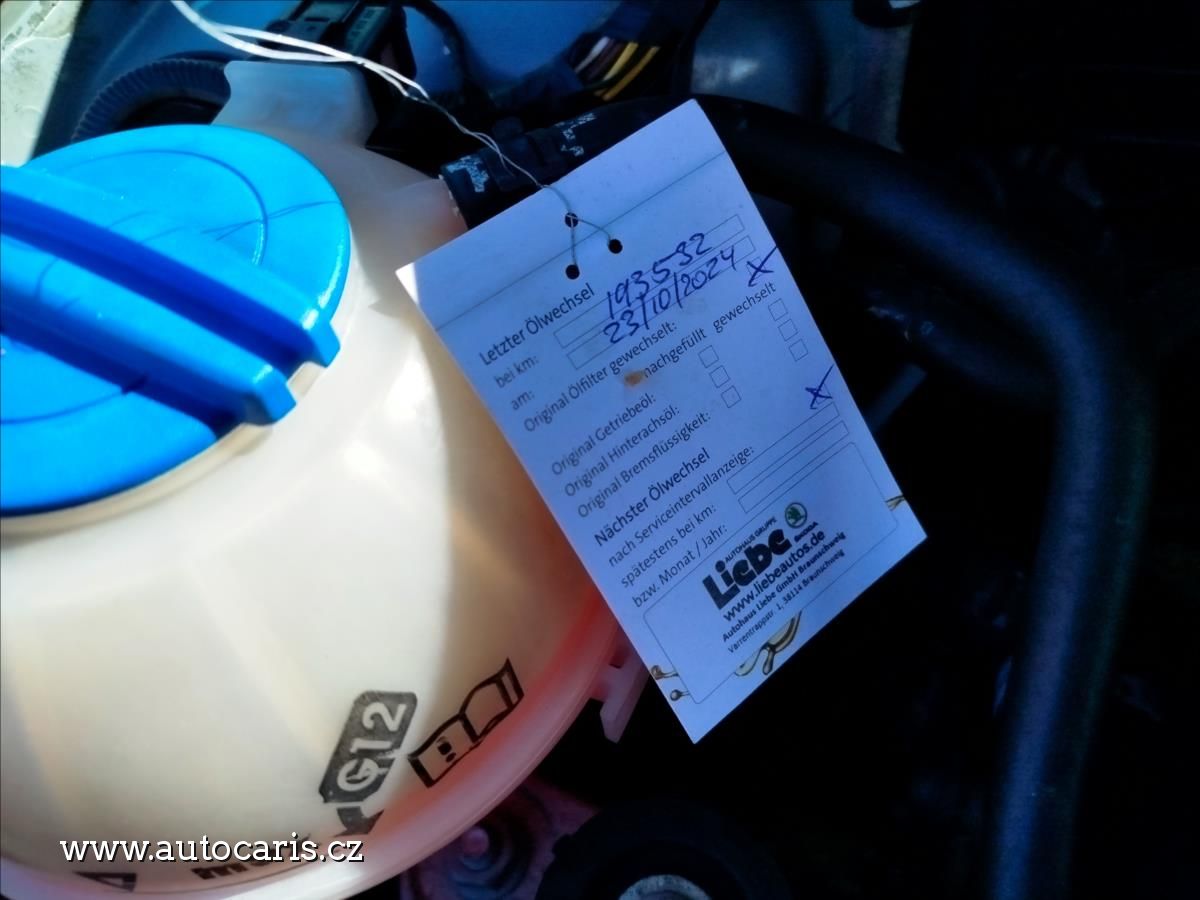 Letzter Ölwechsel
bei km: 193592
am: 23/10/2024
Original Ölfilter gewechselt: X
nachgefüllt gewechselt
Original Getriebeöl:
Original Hinterachsöl:
Original Bremsflüssigkeit:
Nächster Ölwechsel
nach Serviceintervallanzeige: X
spätestens bei km:
bzw. Monat / Jahr:
AUTOHAUS GRUPPE
Liebe
ŠKODA
www.liebeautos.de
Autohaus Liebe GmbH Braunschweig
Varrentrappstr. 1, 38114 Braunschweig
G12
www.autocaris.cz